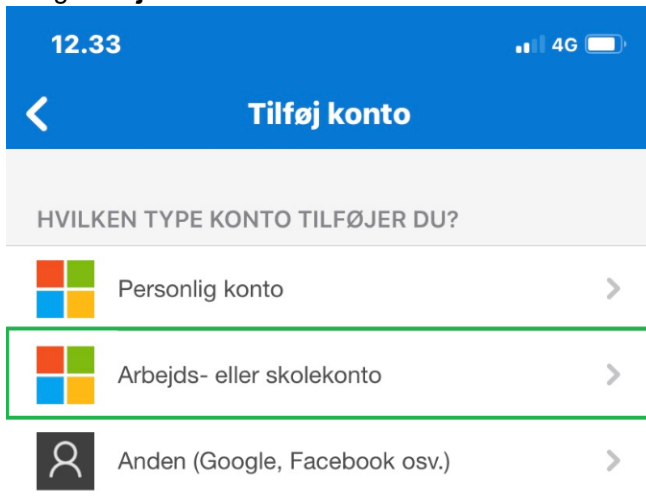 12.33 4G
Tilføj konto
HVILKEN TYPE KONTO TILFØJER DU?
Personlig konto
Arbejds- eller skolekonto
Anden (Google, Facebook osv.)